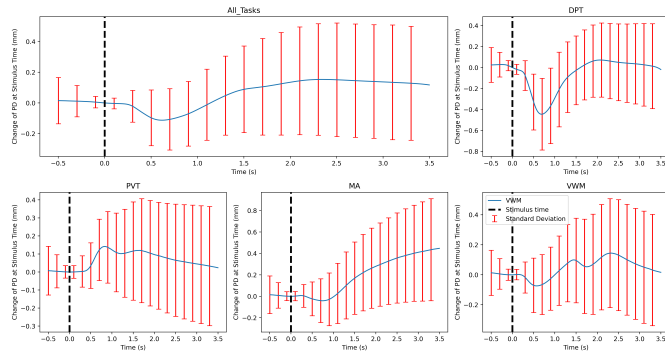 All_Tasks
Change of PD at Stimulus Time (mm)
0.4
0.2
0.0
−0.2
−0.5 0.0 0.5 1.0 1.5 2.0 2.5 3.0 3.5
Time (s)
DPT
Change of PD at Stimulus Time (mm)
0.4
0.2
0.0
−0.2
−0.4
−0.6
−0.8
−0.5 0.0 0.5 1.0 1.5 2.0 2.5 3.0 3.5
Time (s)
PVT
Change of PD at Stimulus Time (mm)
0.4
0.3
0.2
0.1
0.0
−0.1
−0.2
−0.3
−0.5 0.0 0.5 1.0 1.5 2.0 2.5 3.0 3.5
Time (s)
MA
Change of PD at Stimulus Time (mm)
0.8
0.6
0.4
0.2
0.0
−0.2
−0.5 0.0 0.5 1.0 1.5 2.0 2.5 3.0 3.5
Time (s)
VWM
Change of PD at Stimulus Time (mm)
VWM
Stimulus time
Standard Deviation
0.4
0.2
0.0
−0.2
−0.5 0.0 0.5 1.0 1.5 2.0 2.5 3.0 3.5
Time (s)